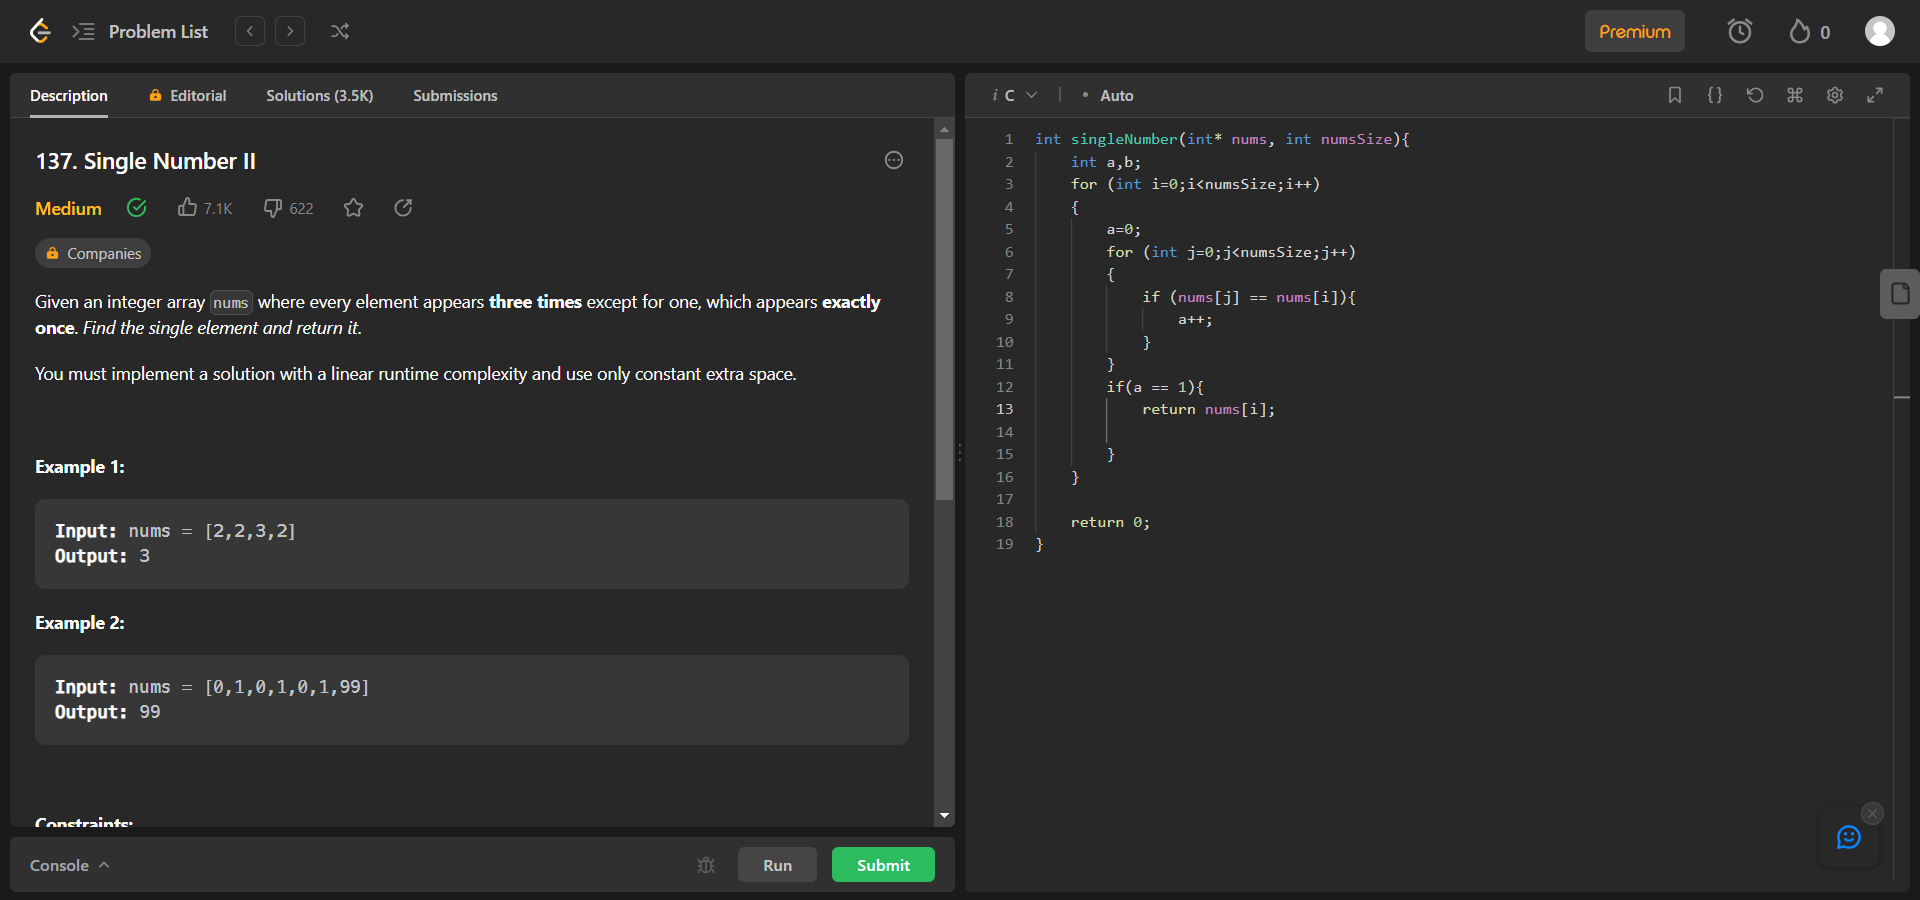 Problem List
Premium
0
Description
Editorial
Solutions (3.5K)
Submissions
137. Single Number II
Medium
7.1K
622
Companies
Given an integer array nums where every element appears three times except for one, which appears exactly
once. Find the single element and return it.
You must implement a solution with a linear runtime complexity and use only constant extra space.
Example 1:
Input: nums = [2,2,3,2]
Output: 3
Example 2:
Input: nums = [0,1,0,1,0,1,99]
Output: 99
Constraints:
Console
Run
Submit
i C
• Auto
1 int singleNumber(int* nums, int numsSize){
2 int a,b;
3 for (int i=0;i<numsSize;i++)
4 {
5 a=0;
6 for (int j=0;j<numsSize;j++)
7 {
8 if (nums[j] == nums[i]){
9 a++;
10 }
11 }
12 if(a == 1){
13 return nums[i];
14
15 }
16 }
17
18 return 0;
19 }